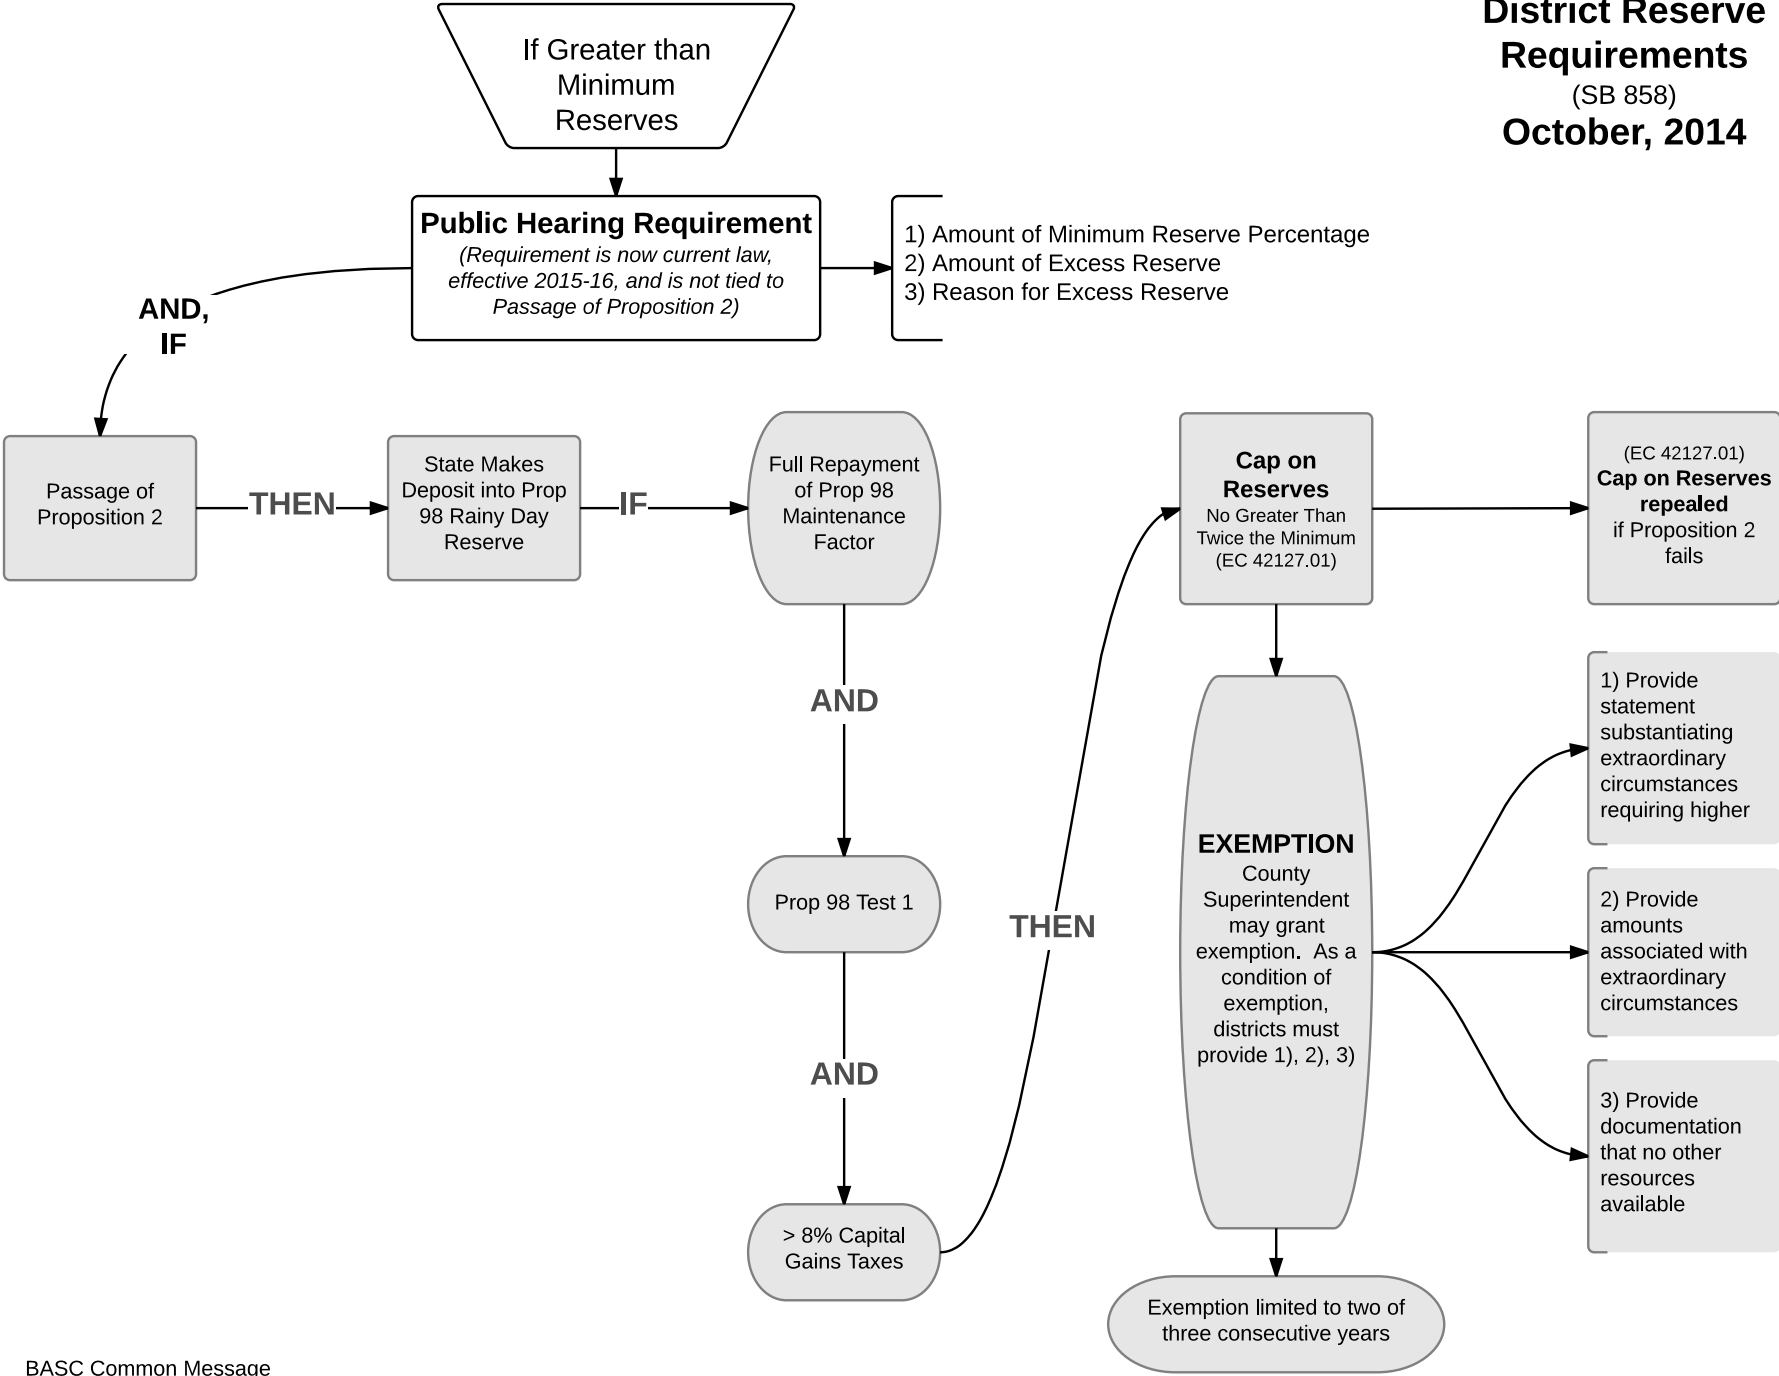 District Reserve
Requirements
(SB 858)
October, 2014
If Greater than
Minimum
Reserves
Public Hearing Requirement
(Requirement is now current law,
effective 2015-16, and is not tied to
Passage of Proposition 2)
1) Amount of Minimum Reserve Percentage
2) Amount of Excess Reserve
3) Reason for Excess Reserve
AND,
IF
Passage of
Proposition 2
THEN
State Makes
Deposit into Prop
98 Rainy Day
Reserve
IF
Full Repayment
of Prop 98
Maintenance
Factor
AND
Prop 98 Test 1
AND
> 8% Capital
Gains Taxes
THEN
Cap on
Reserves
No Greater Than
Twice the Minimum
(EC 42127.01)
(EC 42127.01)
Cap on Reserves
repealed
if Proposition 2
fails
EXEMPTION
County
Superintendent
may grant
exemption.  As a
condition of
exemption,
districts must
provide 1), 2), 3)
1) Provide
statement
substantiating
extraordinary
circumstances
requiring higher
2) Provide
amounts
associated with
extraordinary
circumstances
3) Provide
documentation
that no other
resources
available
Exemption limited to two of
three consecutive years
BASC Common Message